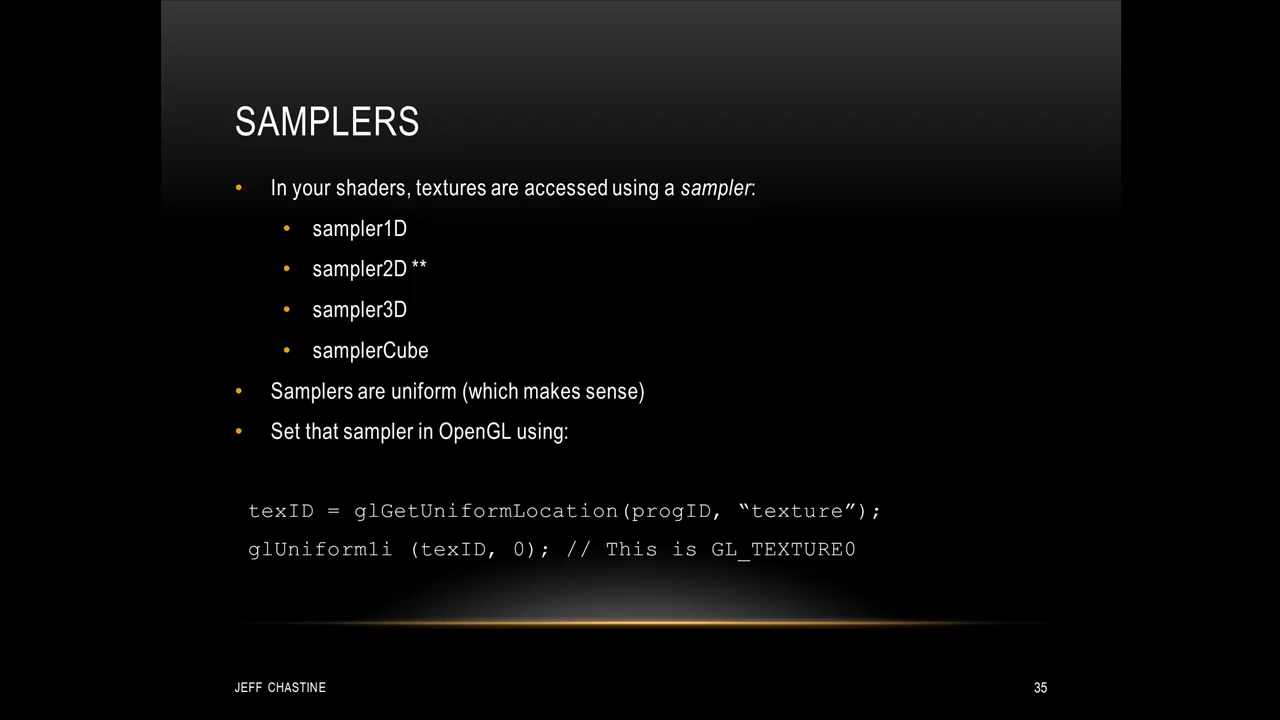 SAMPLERS
• In your shaders, textures are accessed using a sampler:
• sampler1D
• sampler2D **
• sampler3D
• samplerCube
• Samplers are uniform (which makes sense)
• Set that sampler in OpenGL using:
texID = glGetUniformLocation(progID, “texture”);
glUniform1i (texID, 0); // This is GL_TEXTURE0
JEFF CHASTINE
35